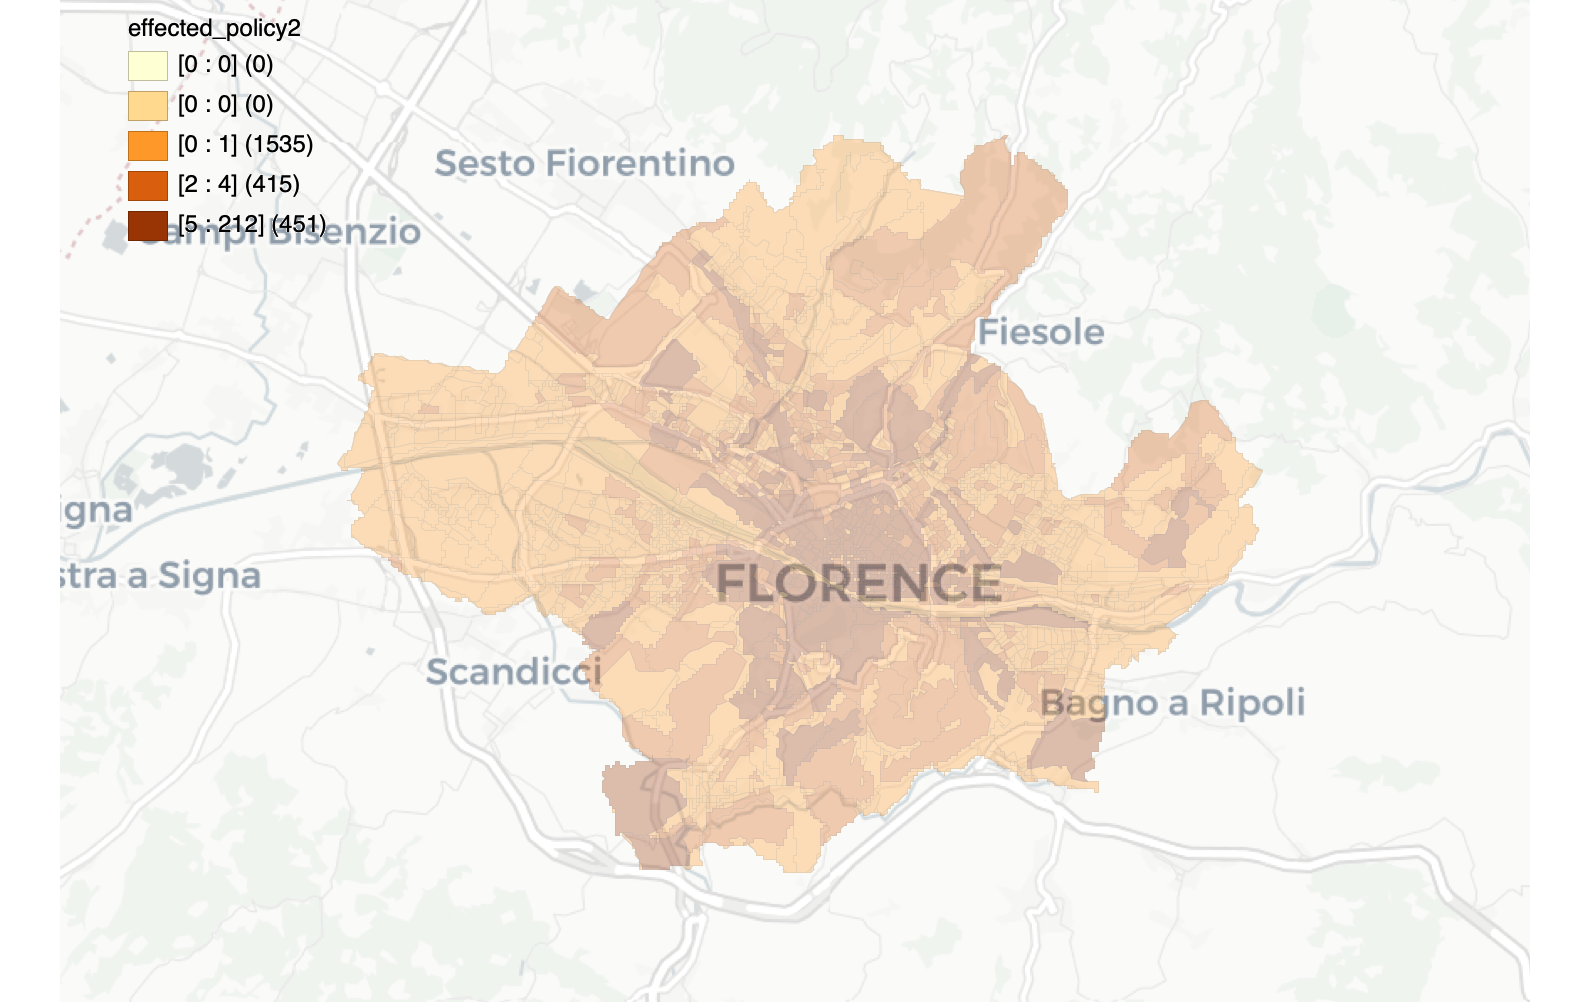 effected_policy2
[0 : 0] (0)
[0 : 0] (0)
[0 : 1] (1535)
[2 : 4] (415)
[5 : 212] (451)
Sesto Fiorentino
Campi Bisenzio
Fiesole
igna
stra a Signa
FLORENCE
Scandicci
Bagno a Ripoli